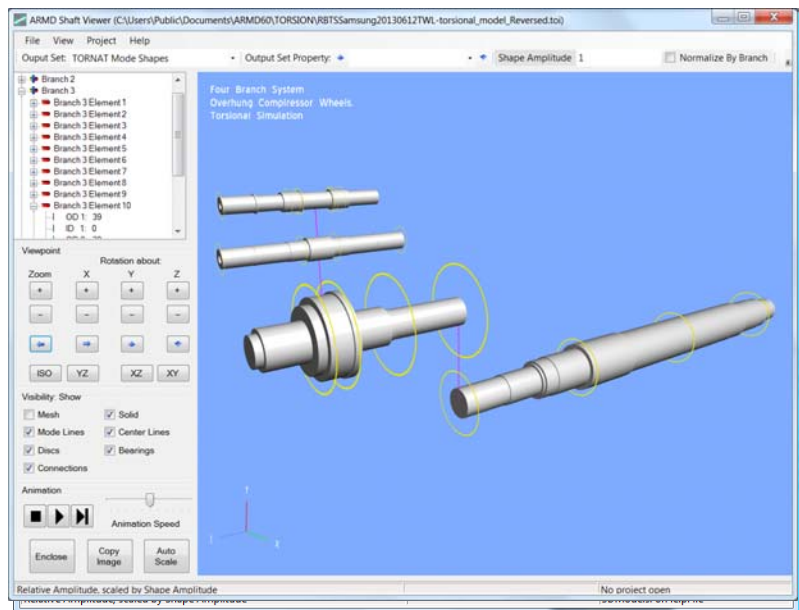 ARMD Shaft Viewer (C:\Users\Public\Documents\ARMD60\TORSION\RBTSSamsung20130612TWL-torsional_model_Reversed.toi)
File View Project Help
Ouput Set: TORNAT Mode Shapes Output Set Property: Shape Amplitude 1 Normalize By Branch
Branch 2
Branch 3
Branch 3 Element 1
Branch 3 Element 2
Branch 3 Element 3
Branch 3 Element 4
Branch 3 Element 5
Branch 3 Element 6
Branch 3 Element 7
Branch 3 Element 8
Branch 3 Element 9
Branch 3 Element 10
OD 1: 39
ID 1: 0
Four Branch System
Overhung Compressor Wheels.
Torsional Simulation
Viewpoint
Rotation about:
Zoom X Y Z
+ + + +
- - - -
ISO YZ XZ XY
Visibility: Show
Mesh Solid
Mode Lines Center Lines
Discs Bearings
Connections
Animation
Animation Speed
Enclose Copy Image Auto Scale
Relative Amplitude, scaled by Shape Amplitude No project open